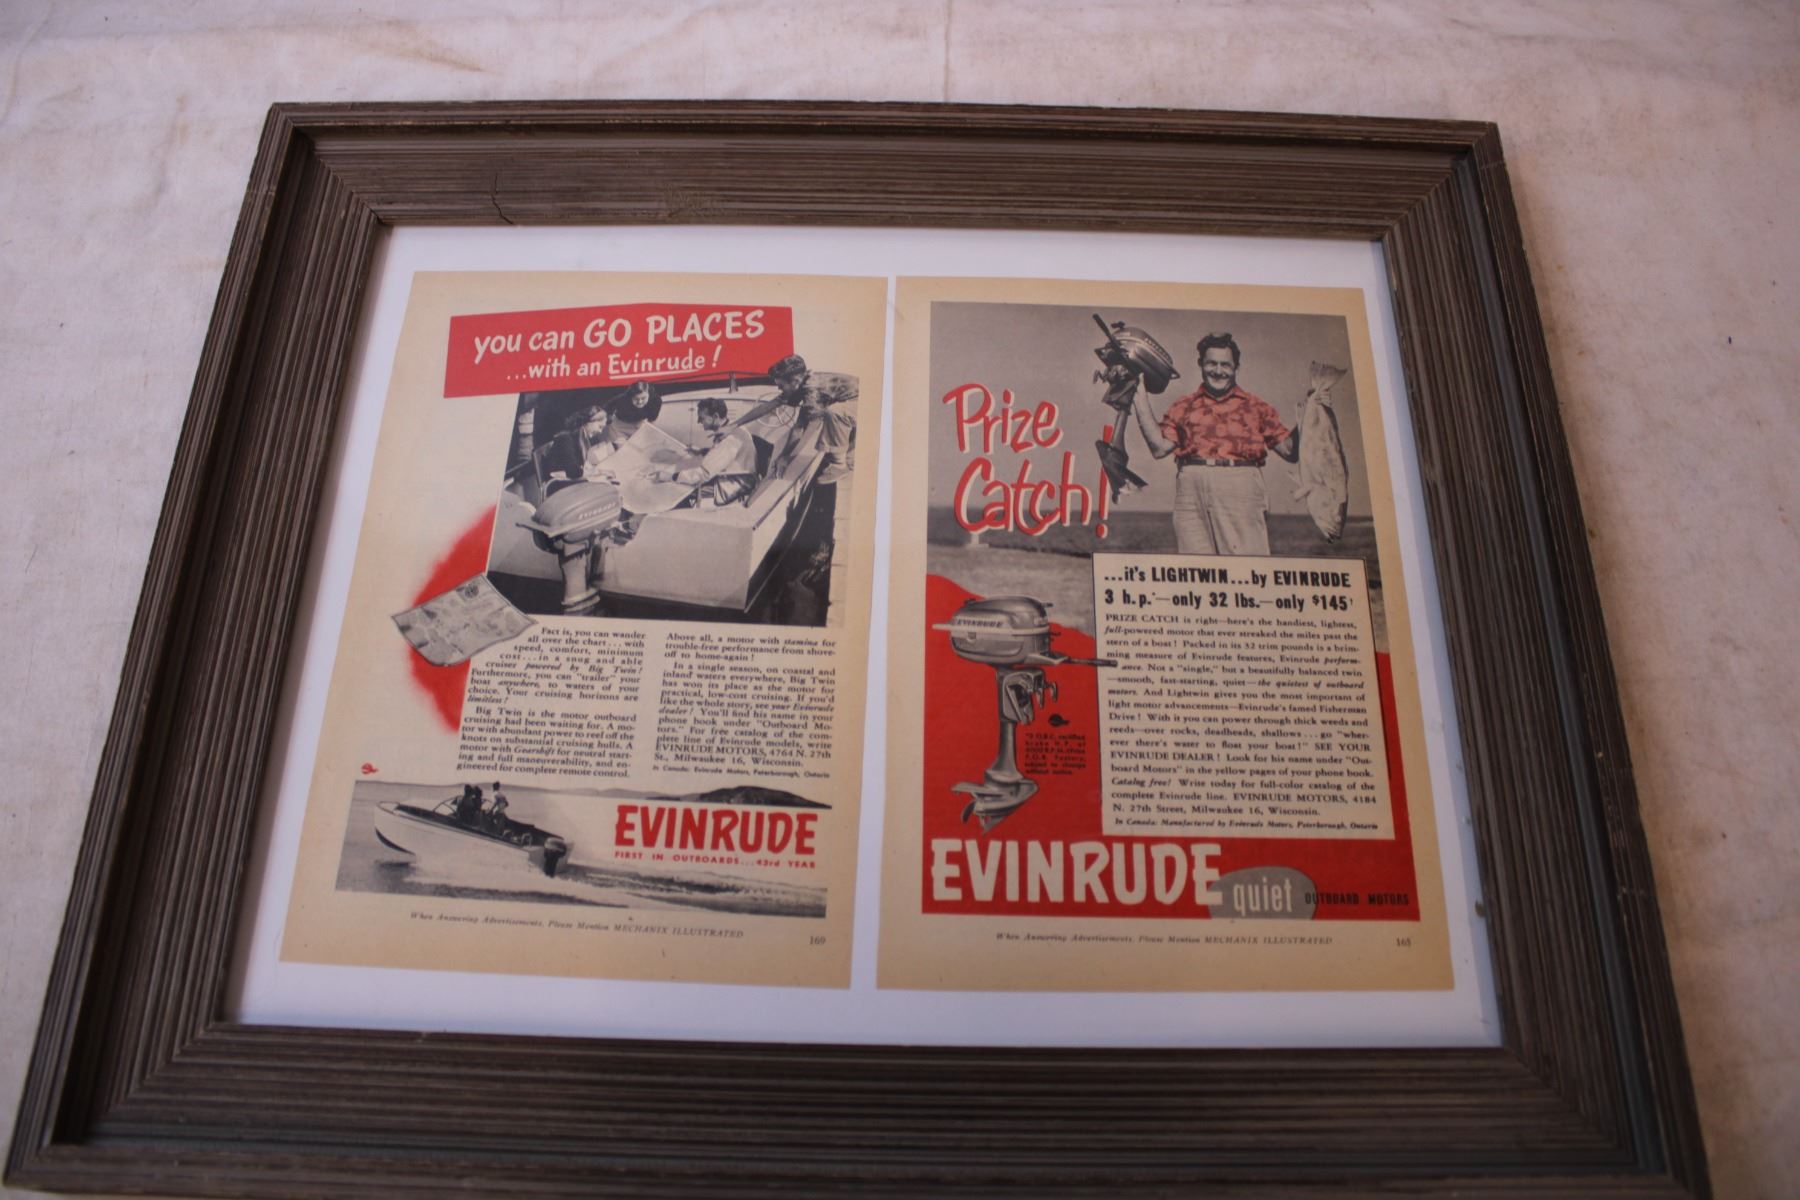 you can GO PLACES
...with an Evinrude!
EVINRUDE
Fact is, you can wander
all over the chart...with
speed, comfort, minimum
cost...in a snug and able
cruiser powered by Big Twin!
Furthermore, you can "trailer" your
boat anywhere, to waters of your
choice. Your cruising horizons are
limitless!
Big Twin is the motor outboard
cruising had been waiting for. A mo-
tor with abundant power to reel off the
knots on substantial cruising hulls. A
motor with Gearshift for neutral start-
ing and full maneuverability, and en-
gineered for complete remote control.
Above all, a motor with stamina for
trouble-free performance from shove-
off to home-again!
In a single season, on coastal and
inland waters everywhere, Big Twin
has won its place as the motor for
practical, low-cost cruising. If you'd
like the whole story, see your Evinrude
dealer! You'll find his name in your
phone book under "Outboard Mo-
tors." For free catalog of the com-
plete line of Evinrude models, write
EVINRUDE MOTORS, 4764 N. 27th
St., Milwaukee 16, Wisconsin.
In Canada: Evinrude Motors, Peterborough, Ontario
EVINRUDE
FIRST IN OUTBOARDS...43rd YEAR
When Answering Advertisements, Please Mention MECHANIX ILLUSTRATED
169
Prize
Catch!
...it's LIGHTWIN...by EVINRUDE
3 h.p.*—only 32 lbs.—only $145†
PRIZE CATCH is right—here's the handiest, lightest,
full-powered motor that ever streaked the miles past the
stern of a boat! Packed in its 32 trim pounds is a brim-
ming measure of Evinrude features, Evinrude perform-
ance. Not a "single," but a beautifully balanced twin
—smooth, fast-starting, quiet—the quietest of outboard
motors. And Lightwin gives you the most important of
light motor advancements—Evinrude's famed Fisherman
Drive! With it you can power through thick weeds and
reeds—over rocks, deadheads, shallows...go "wher-
ever there's water to float your boat!" SEE YOUR
EVINRUDE DEALER! Look for his name under "Out-
board Motors" in the yellow pages of your phone book.
Catalog free! Write today for full-color catalog of the
complete Evinrude line. EVINRUDE MOTORS, 4184
N. 27th Street, Milwaukee 16, Wisconsin.
In Canada: Manufactured by Evinrude Motors, Peterborough, Ontario
EVINRUDE
*3 O.B.C. certified
brake H.P. at
4000 R.P.M. †Price
F.O.B. Factory,
subject to change
without notice.
EVINRUDE quiet OUTBOARD MOTORS
When Answering Advertisements, Please Mention MECHANIX ILLUSTRATED